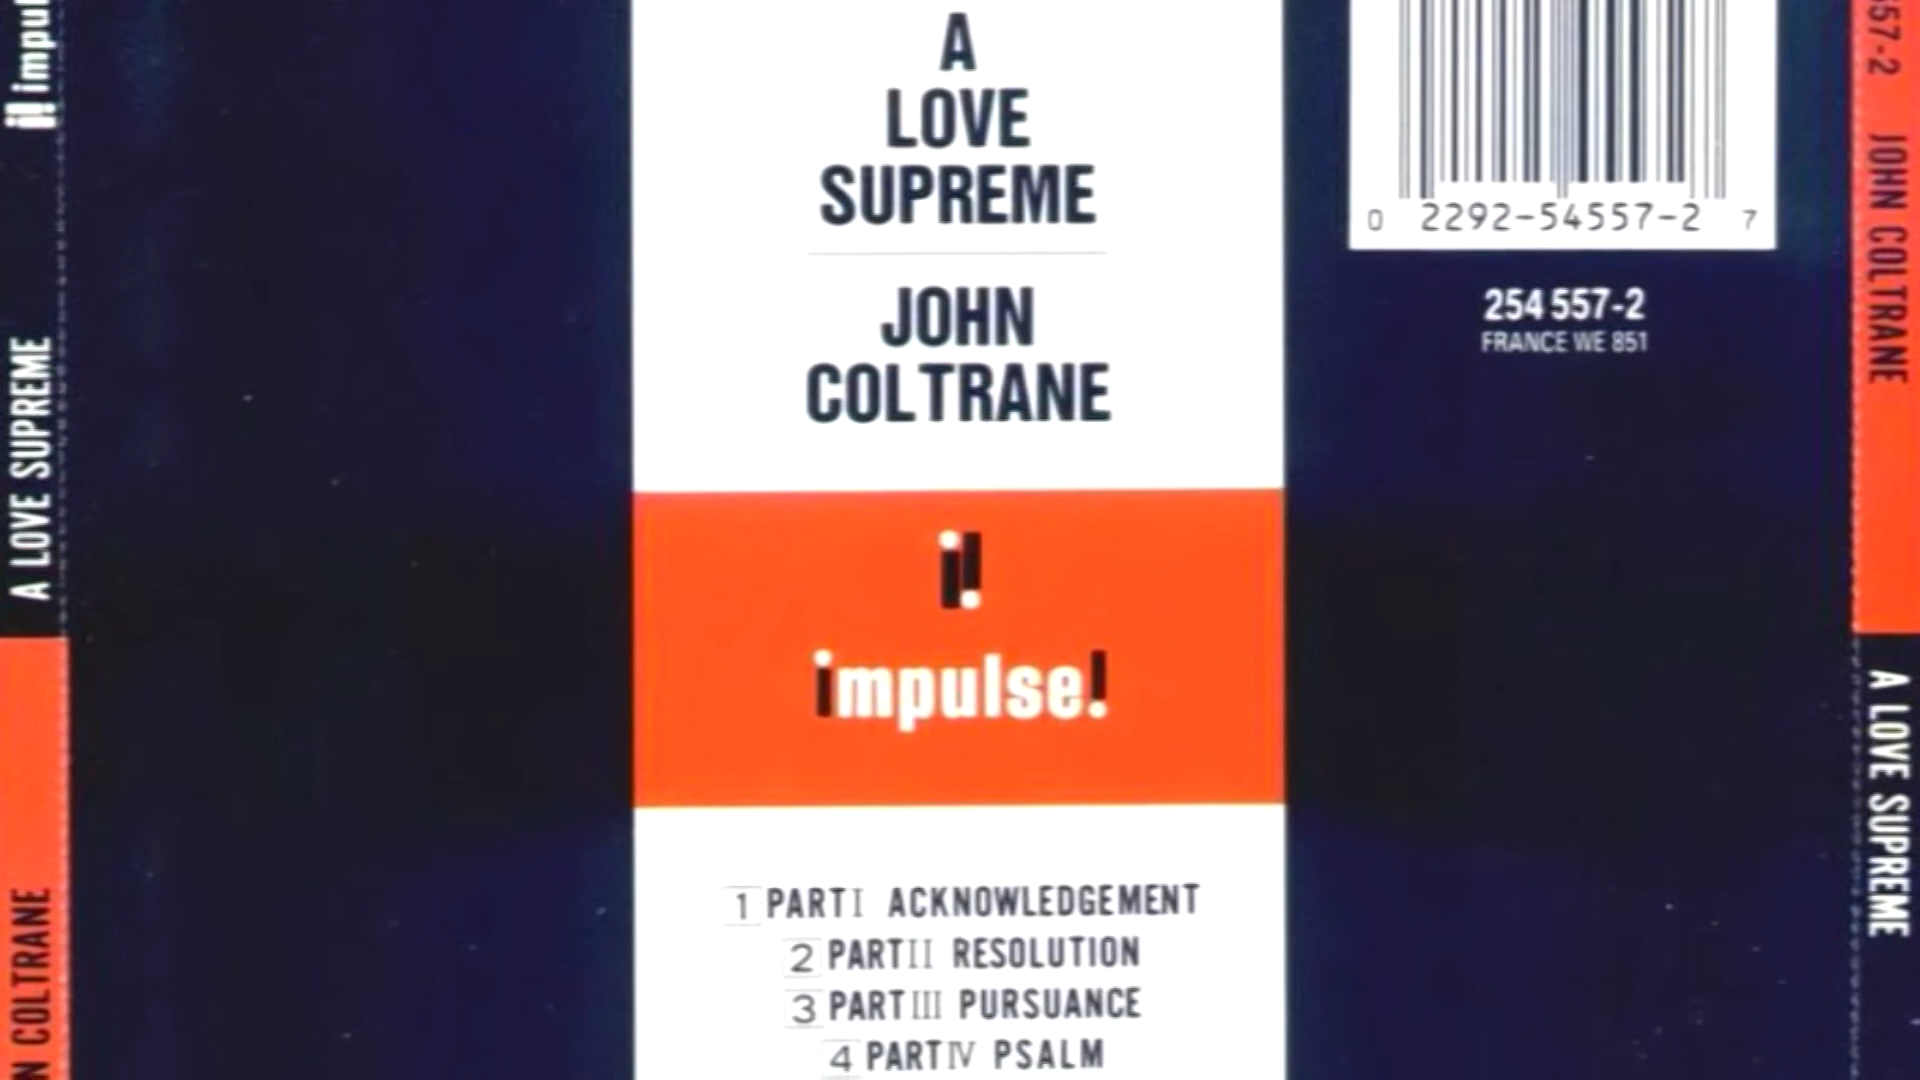 impul
A LOVE SUPREME
N COLTRANE
A
LOVE
SUPREME
JOHN
COLTRANE
i!
impulse!
1 PART I ACKNOWLEDGEMENT
2 PART II RESOLUTION
3 PART III PURSUANCE
4 PART IV PSALM
0 2292-54557-2 7
254 557-2
FRANCE WE 851
557-2 JOHN COLTRANE
A LOVE SUPREME